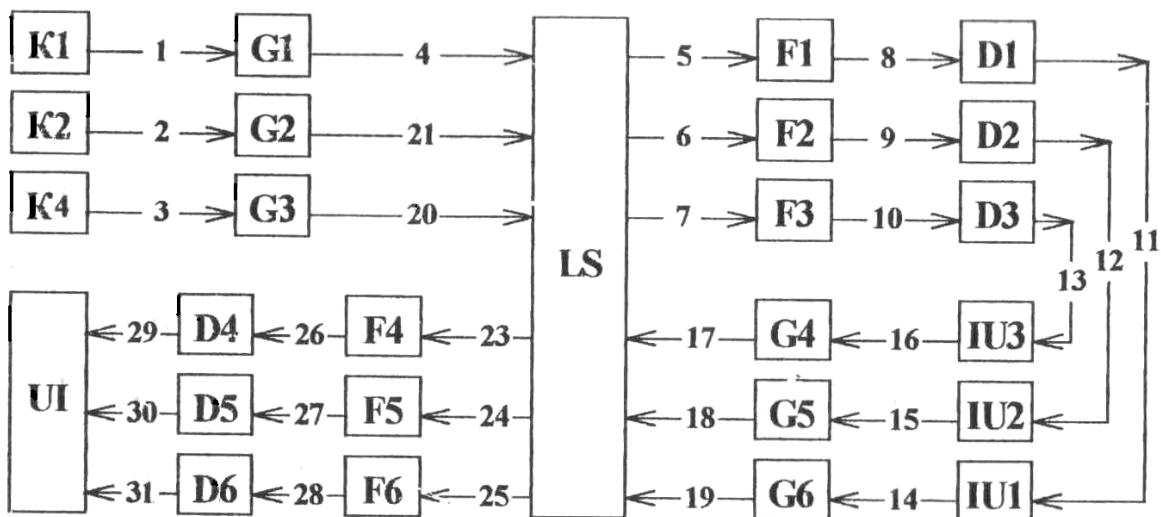 K1 1 G1 4 5 F1 8 D1
K2 2 G2 21 6 F2 9 D2
K4 3 G3 20 7 F3 10 D3
LS
11
12
13
29 D4 26 F4 23 17 G4 16 IU3
UI 30 D5 27 F5 24 18 G5 15 IU2
31 D6 28 F6 25 19 G6 14 IU1